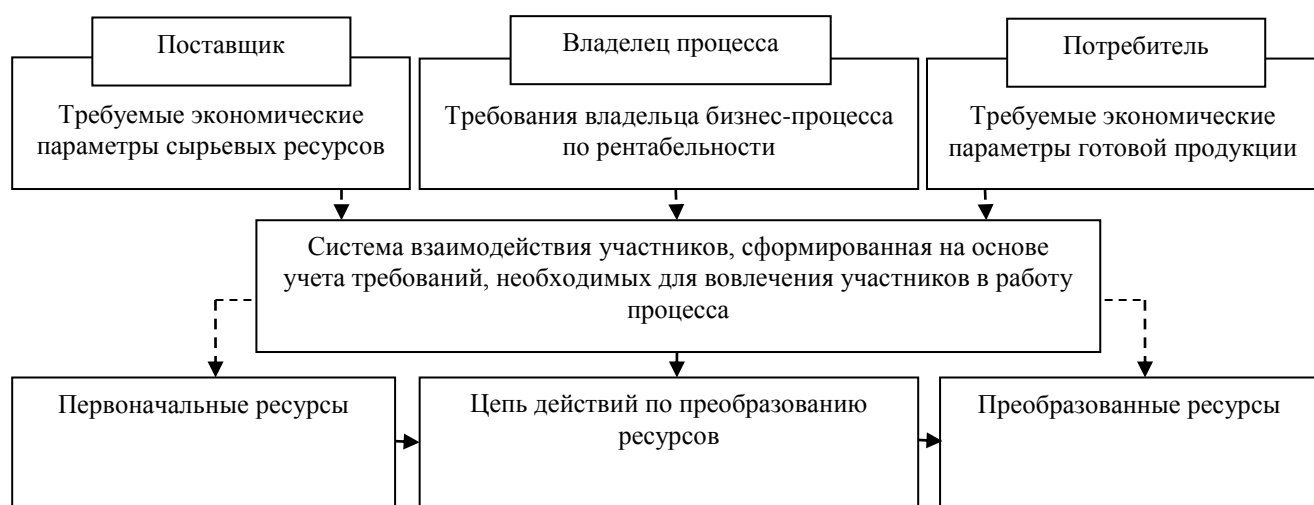 Поставщик
Владелец процесса
Потребитель
Требуемые экономические
параметры сырьевых ресурсов
Требования владельца бизнес-процесса
по рентабельности
Требуемые экономические
параметры готовой продукции
Система взаимодействия участников, сформированная на основе
учета требований, необходимых для вовлечения участников в работу
процесса
Первоначальные ресурсы
Цепь действий по преобразованию
ресурсов
Преобразованные ресурсы